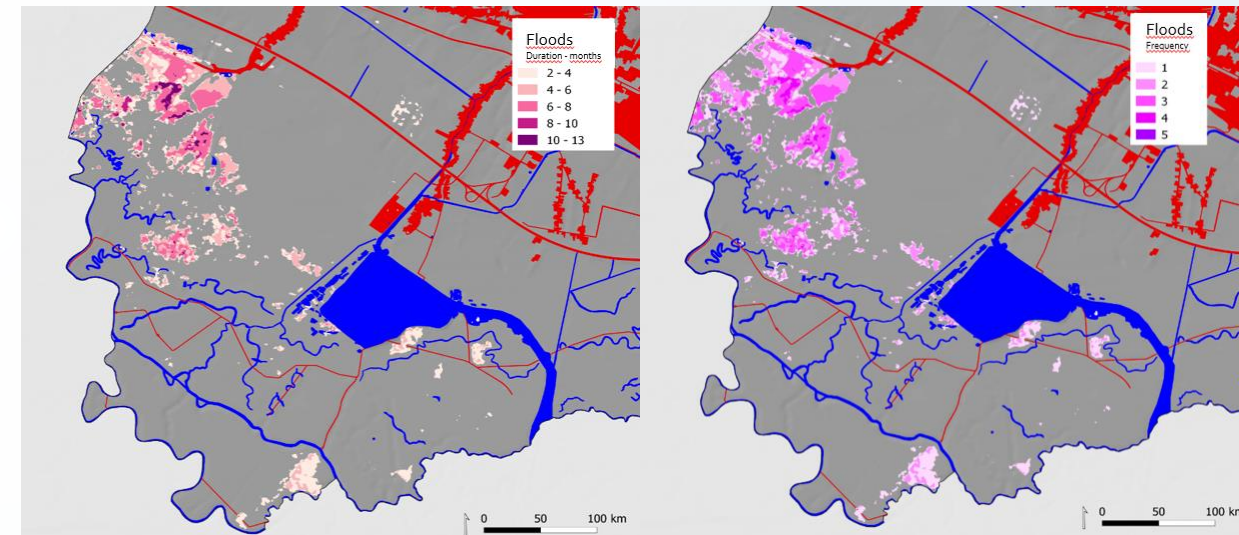 Floods
Duration - months
2 - 4
4 - 6
6 - 8
8 - 10
10 - 13
0 50 100 km
Floods
Frequency
1
2
3
4
5
0 50 100 km